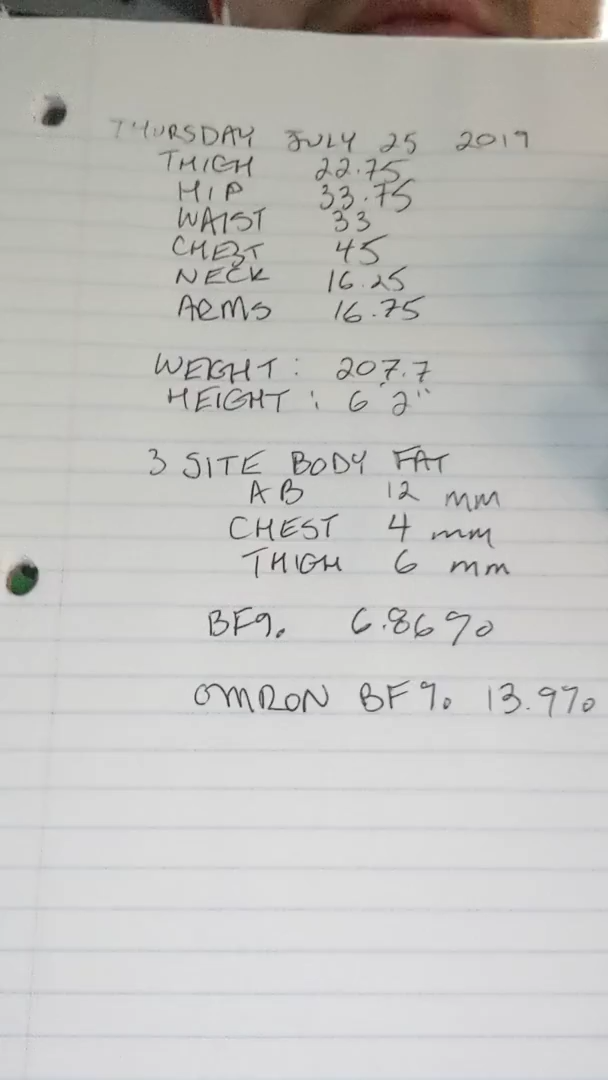 THURSDAY JULY 25 2019
THIGH 22.75
HIP 33.75
WAIST 33
CHEST 45
NECK 16.25
ARMS 16.75
WEIGHT: 207.7
HEIGHT: 6'2"
3 SITE BODY FAT
AB 12 mm
CHEST 4 mm
THIGH 6 mm
BF% 6.86%
OMRON BF% 13.9%